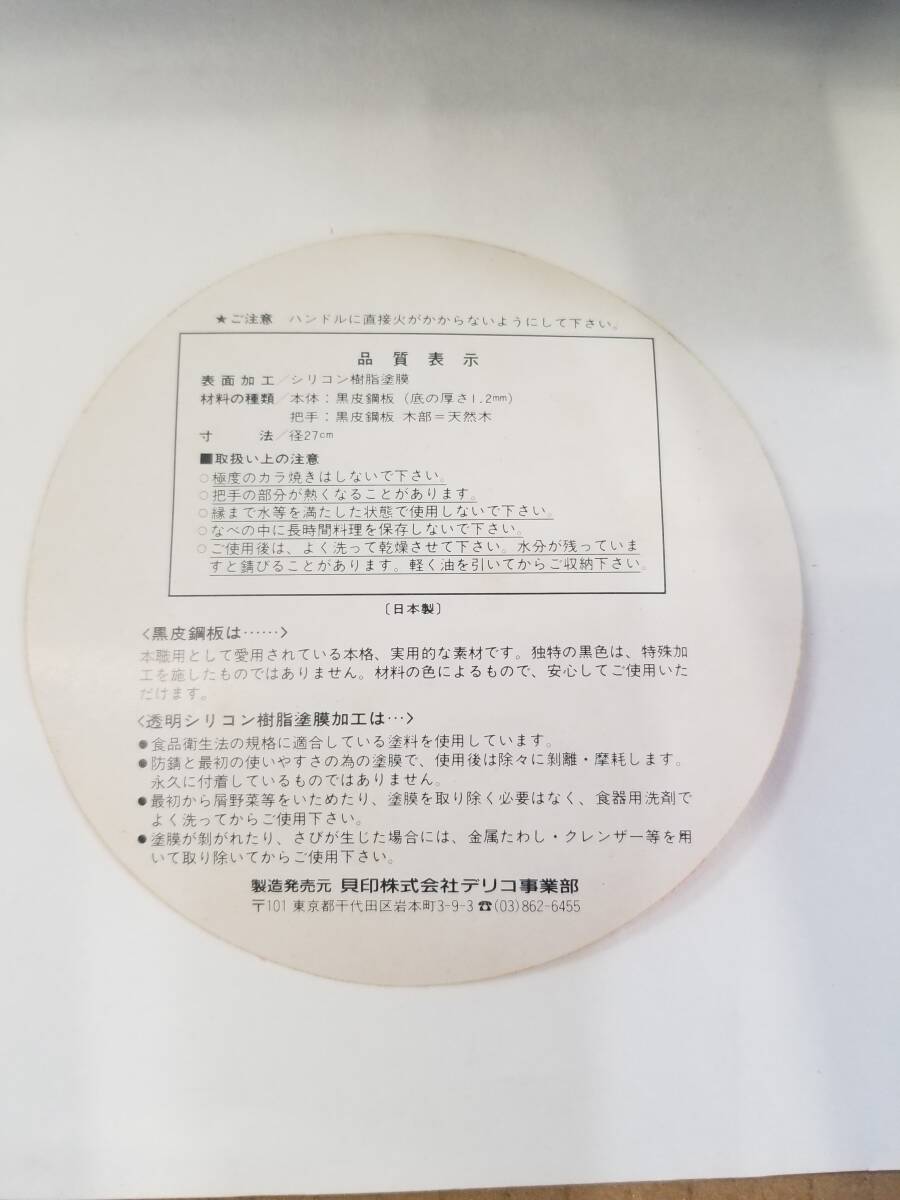 ★ご注意 ハンドルに直接火がかからないようにして下さい。
品質表示
表面加工／シリコン樹脂塗膜
材料の種類／本体：黒皮鋼板（底の厚さ1.2mm）
把手：黒皮鋼板 木部＝天然木
寸法／径27cm
■取扱い上の注意
○極度のカラ焼きはしないで下さい。
○把手の部分が熱くなることがあります。
○縁まで水等を満たした状態で使用しないで下さい。
○なべの中に長時間料理を保存しないで下さい。
○ご使用後は、よく洗って乾燥させて下さい。水分が残っていま
すと錆びることがあります。軽く油を引いてからご収納下さい。
〔日本製〕
〈黒皮鋼板は……〉
本職用として愛用されている本格、実用的な素材です。独特の黒色は、特殊加
工を施したものではありません。材料の色によるもので、安心してご使用いた
だけます。
〈透明シリコン樹脂塗膜加工は…〉
●食品衛生法の規格に適合している塗料を使用しています。
●防錆と最初の使いやすさの為の塗膜で、使用後は除々に剝離・摩耗します。
永久に付着しているものではありません。
●最初から屑野菜等をいためたり、塗膜を取り除く必要はなく、食器用洗剤で
よく洗ってからご使用下さい。
●塗膜が剝がれたり、さびが生じた場合には、金属たわし・クレンザー等を用
いて取り除いてからご使用下さい。
製造発売元 貝印株式会社デリコ事業部
〒101 東京都千代田区岩本町3-9-3 ☎(03)862-6455